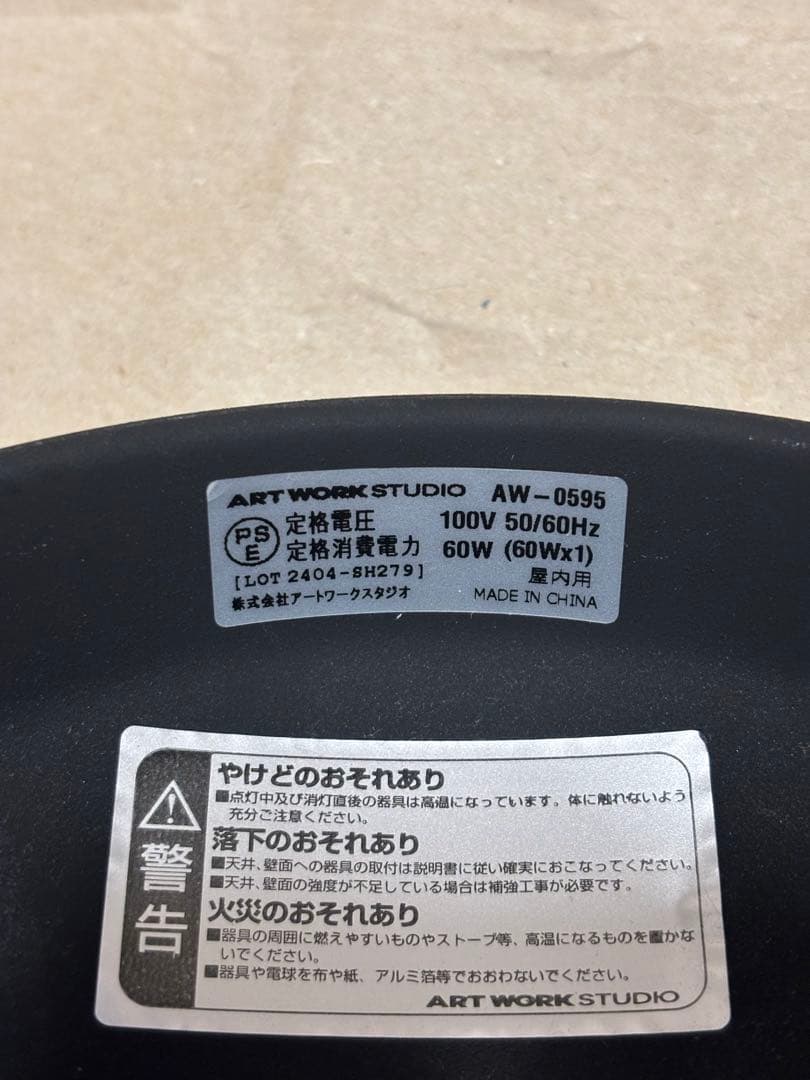 ART WORK STUDIO AW-0595
PSE 定格電圧 100V 50/60Hz
定格消費電力 60W (60Wx1)
[LOT 2404-SH279] 屋内用
株式会社アートワークスタジオ MADE IN CHINA
警告
やけどのおそれあり
■点灯中及び消灯直後の器具は高温になっています。体に触れないよう
充分ご注意ください。
落下のおそれあり
■天井、壁面への器具の取付は説明書に従い確実におこなってください。
■天井、壁面の強度が不足している場合は補強工事が必要です。
火災のおそれあり
■器具の周囲に燃えやすいものやストーブ等、高温になるものを置かな
いでください。
■器具や電球を布や紙、アルミ箔等でおおわないでください。
ART WORK STUDIO